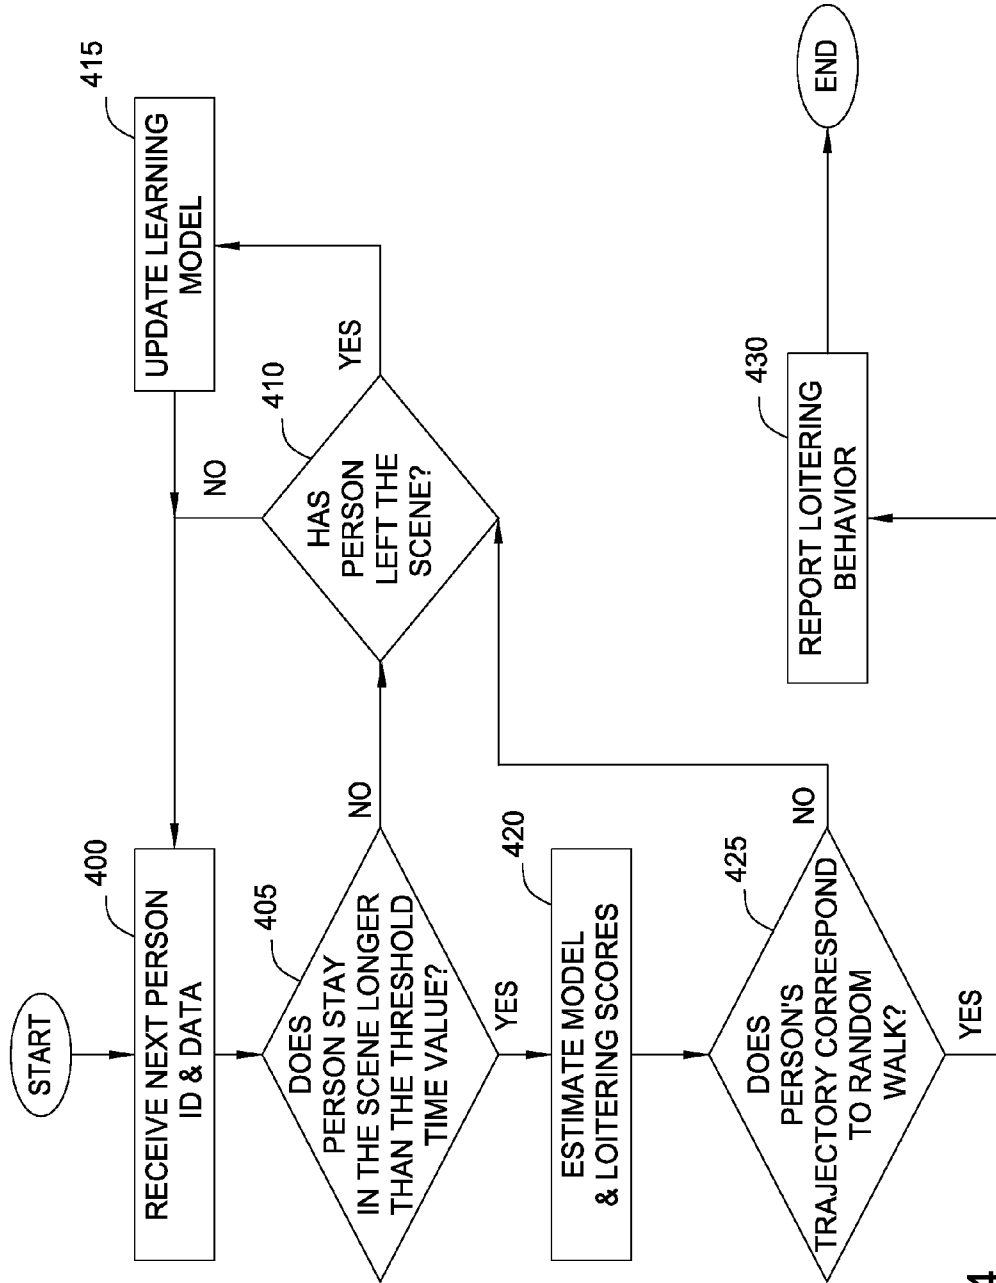 START
400
RECEIVE NEXT PERSON
ID & DATA
405
DOES
PERSON STAY
IN THE SCENE LONGER
THAN THE THRESHOLD
TIME VALUE?
NO
YES
410
HAS
PERSON
LEFT THE
SCENE?
NO
YES
415
UPDATE LEARNING
MODEL
420
ESTIMATE MODEL
& LOITERING SCORES
425
DOES
PERSON'S
TRAJECTORY CORRESPOND
TO RANDOM
WALK?
NO
YES
430
REPORT LOITERING
BEHAVIOR
END